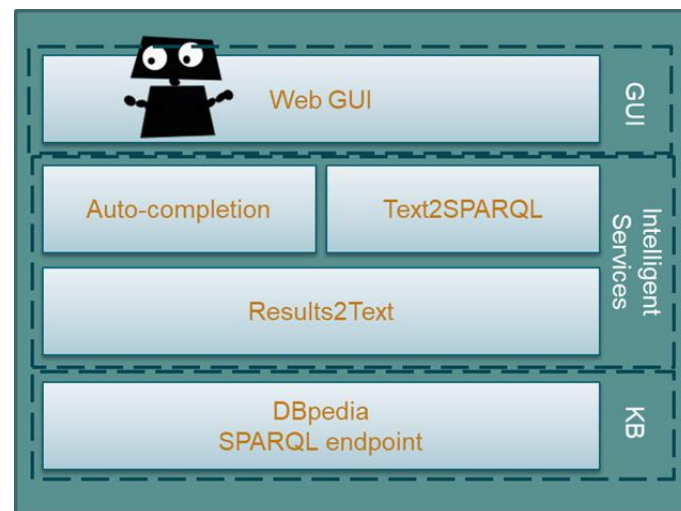 Web GUI
GUI
Auto-completion
Text2SPARQL
Results2Text
Intelligent
Services
DBpedia
SPARQL endpoint
KB